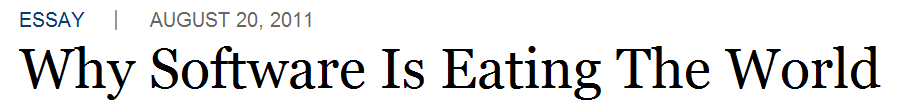 ESSAY | AUGUST 20, 2011
Why Software Is Eating The World